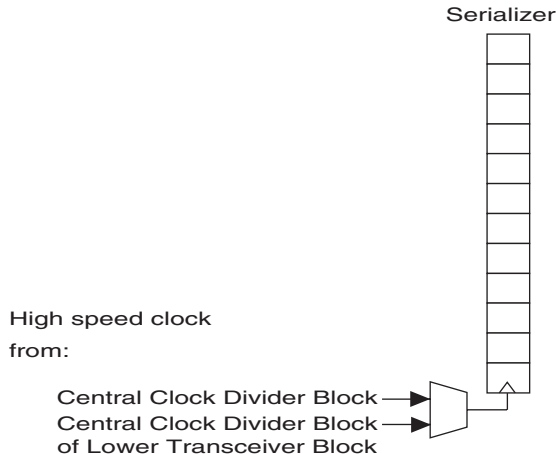 Serializer
High speed clock
from:
Central Clock Divider Block
Central Clock Divider Block
of Lower Transceiver Block